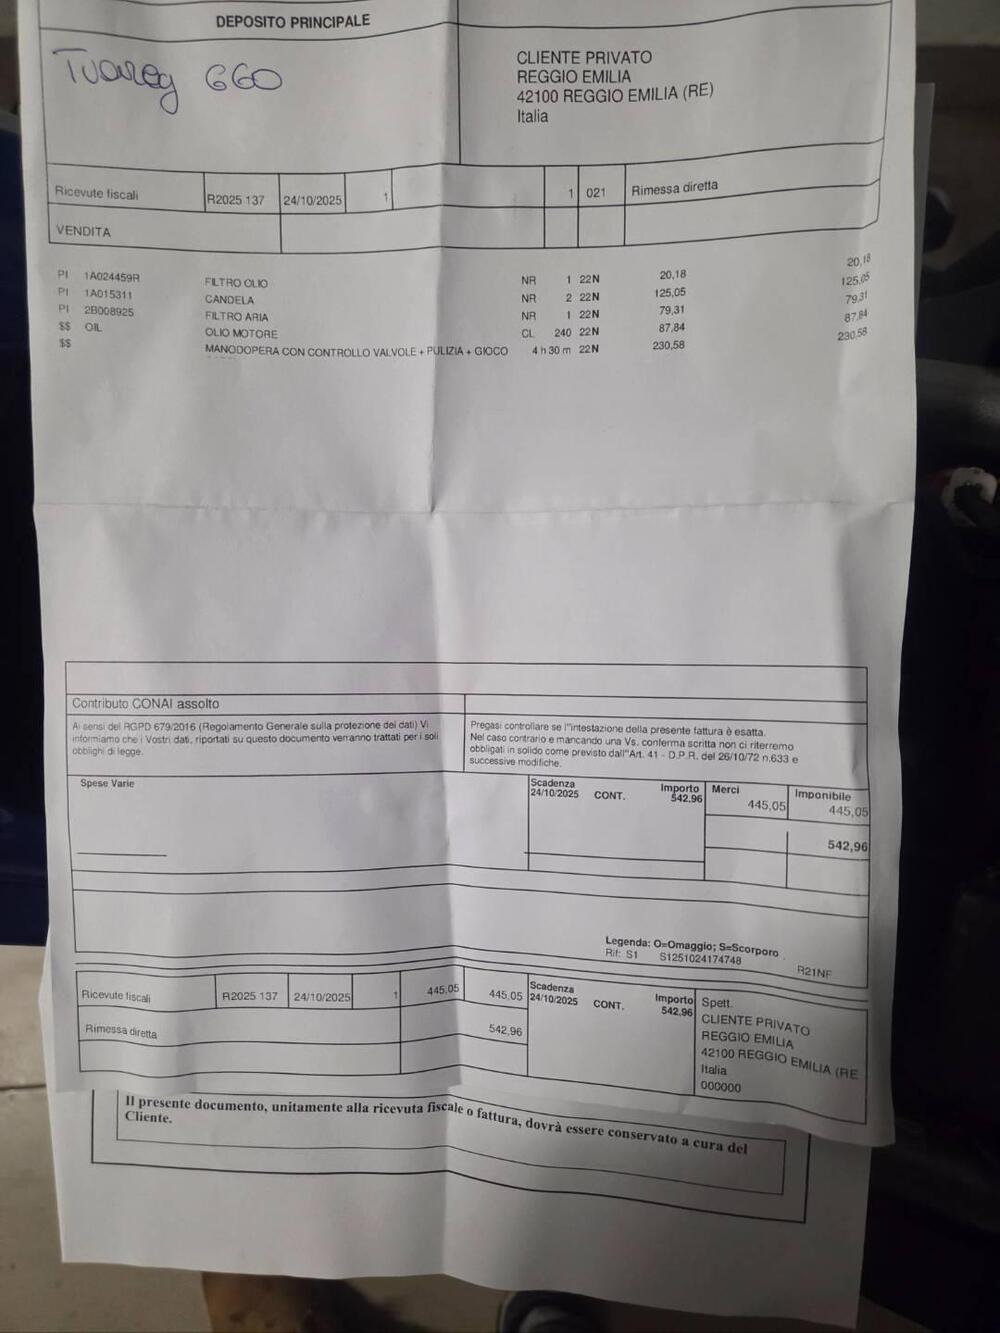 DEPOSITO PRINCIPALE
Tuareg 660
CLIENTE PRIVATO
REGGIO EMILIA
42100 REGGIO EMILIA (RE)
Italia
Ricevute fiscali R2025 137 24/10/2025 1 1 021 Rimessa diretta
VENDITA
PI 1A024459R FILTRO OLIO NR 1 22N 20,18 20,18
PI 1A015311 CANDELA NR 2 22N 125,05 125,05
PI 2B008925 FILTRO ARIA NR 1 22N 79,31 79,31
$$ OIL OLIO MOTORE CL 240 22N 87,84 87,84
$$ MANODOPERA CON CONTROLLO VALVOLE + PULIZIA + GIOCO 4 h 30 m 22N 230,58 230,58
Contributo CONAI assolto
Ai sensi del RGPD 679/2016 (Regolamento Generale sulla protezione dei dati) Vi
informiamo che i Vostri dati, riportati su questo documento verranno trattati per i soli
obblighi di legge.
Pregasi controllare se l"intestazione della presente fattura è esatta.
Nel caso contrario e mancando una Vs. conferma scritta non ci riterremo
obbligati in solido come previsto dall"Art. 41 - D.P.R. del 26/10/72 n.633 e
successive modifiche.
Spese Varie
Scadenza Importo
24/10/2025 CONT. 542,96
Merci Imponibile
445,05 445,05
542,96
Legenda: O=Omaggio; S=Scorporo .
Rif: S1 S1251024174748 R21NF
Ricevute fiscali R2025 137 24/10/2025 1 445,05 445,05
Rimessa diretta 542,96
Scadenza Importo
24/10/2025 CONT. 542,96
Spett.
CLIENTE PRIVATO
REGGIO EMILIA
42100 REGGIO EMILIA (RE
Italia
000000
Il presente documento, unitamente alla ricevuta fiscale o fattura, dovrà essere conservato a cura del
Cliente.